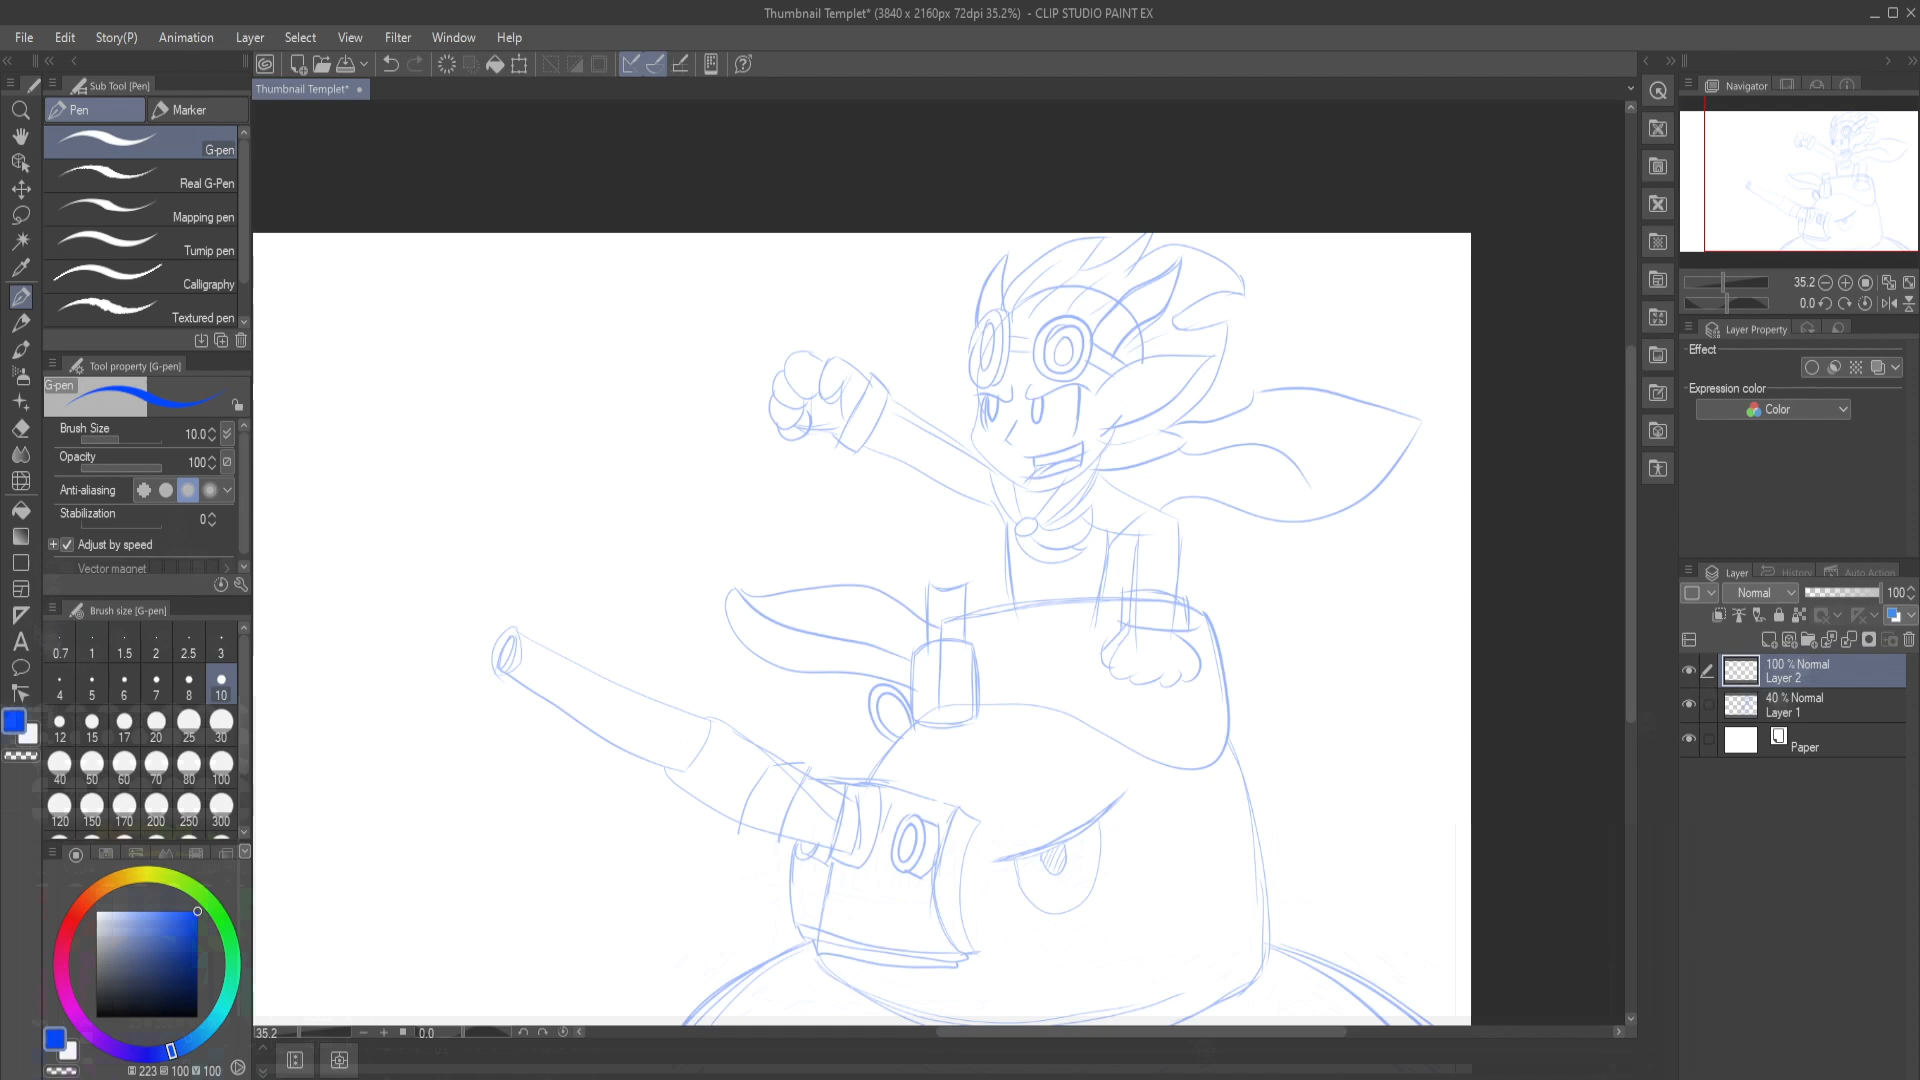 Thumbnail Templet* (3840 x 2160px 72dpi 35.2%) - CLIP STUDIO PAINT EX
File Edit Story(P) Animation Layer Select View Filter Window Help
Sub Tool [Pen]
Thumbnail Templet*
Navigator
Pen Marker
G-pen
Real G-Pen
Mapping pen
Turnip pen
Calligraphy
Textured pen
Tool property [G-pen]
G-pen
Brush Size 10.0
Opacity 100
Anti-aliasing
Stabilization 0
Adjust by speed
Vector magnet
Brush size [G-pen]
0.7 1 1.5 2 2.5 3
4 5 6 7 8 10
12 15 17 20 25 30
40 50 60 70 80 100
120 150 170 200 250 300
223 100 100
35.2 0.0
35.2
0.0
Layer Property
Effect
Expression color
Color
Layer History Auto Action
Normal 100
100 % Normal
Layer 2
40 % Normal
Layer 1
Paper